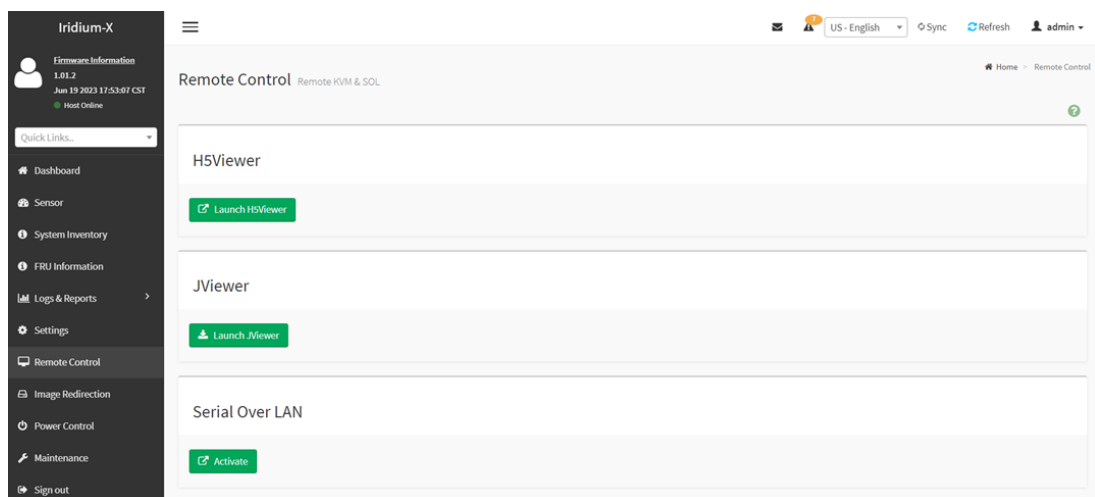 Iridium-X
7
US - English
Sync
Refresh
admin
Firmware Information
1.01.2
Jun 19 2023 17:53:07 CST
Host Online
Quick Links..
Dashboard
Sensor
System Inventory
FRU Information
Logs & Reports
Settings
Remote Control
Image Redirection
Power Control
Maintenance
Sign out
Remote Control Remote KVM & SOL
Home > Remote Control
H5Viewer
Launch H5Viewer
JViewer
Launch JViewer
Serial Over LAN
Activate